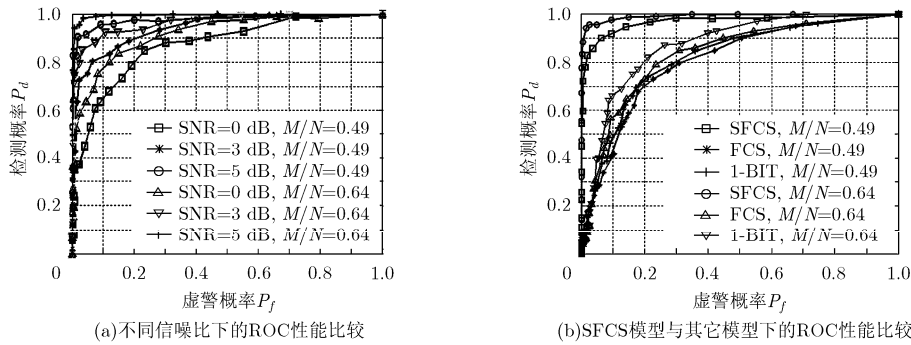 1.0
0.8
0.6
0.4
0.2
0
0.2
0.4
0.6
0.8
1.0
检测概率Pd
虚警概率Pf
SNR=0 dB, M/N=0.49
SNR=3 dB, M/N=0.49
SNR=5 dB, M/N=0.49
SNR=0 dB, M/N=0.64
SNR=3 dB, M/N=0.64
SNR=5 dB, M/N=0.64
(a)不同信噪比下的ROC性能比较
1.0
0.8
0.6
0.4
0.2
0
0.2
0.4
0.6
0.8
1.0
检测概率Pd
虚警概率Pf
SFCS, M/N=0.49
FCS, M/N=0.49
1-BIT, M/N=0.49
SFCS, M/N=0.64
FCS, M/N=0.64
1-BIT, M/N=0.64
(b)SFCS模型与其它模型下的ROC性能比较